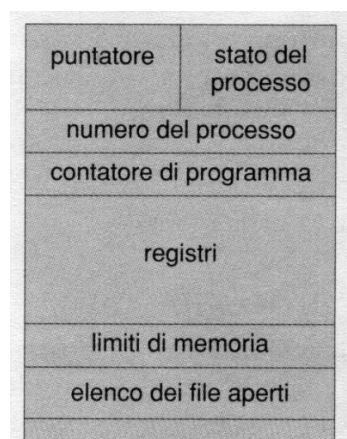 puntatore
stato del
processo
numero del processo
contatore di programma
registri
limiti di memoria
elenco dei file aperti